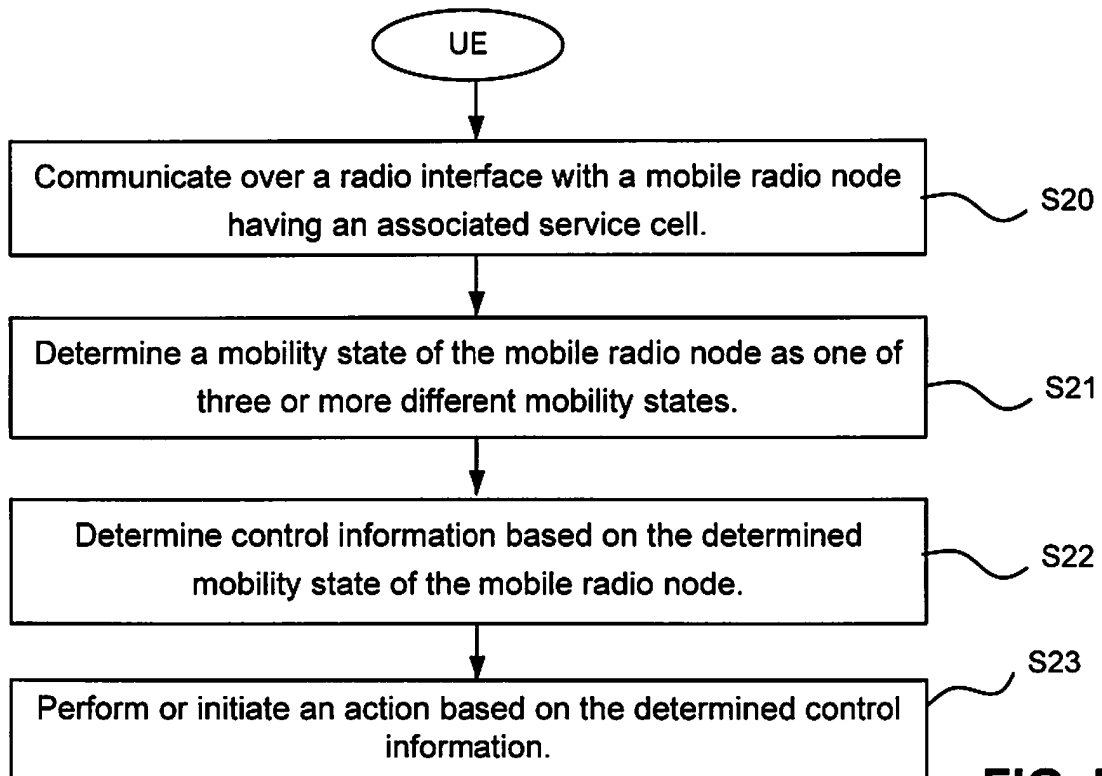 UE
Communicate over a radio interface with a mobile radio node
having an associated service cell.
S20
Determine a mobility state of the mobile radio node as one of
three or more different mobility states.
S21
Determine control information based on the determined
mobility state of the mobile radio node.
S22
S23
Perform or initiate an action based on the determined control
information.